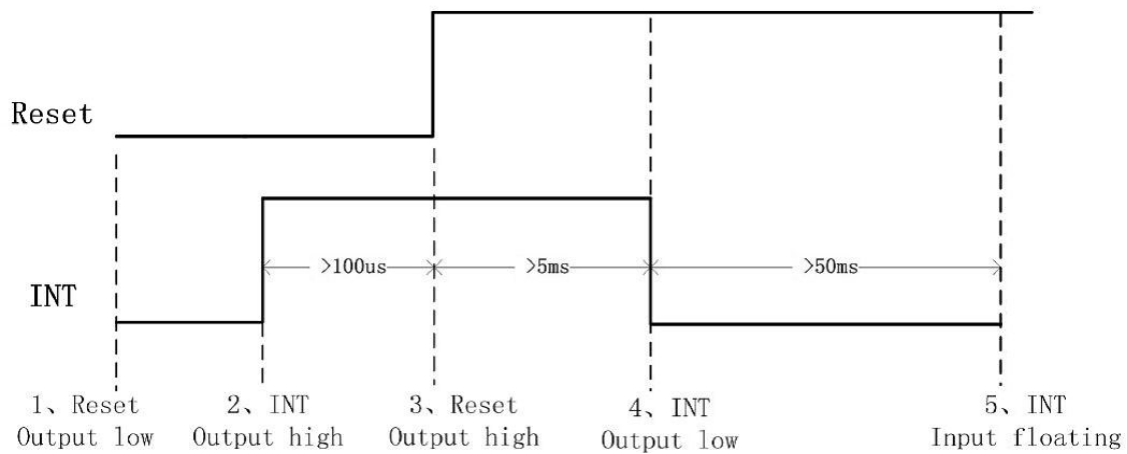 Reset
>100us
>5ms
>50ms
INT
1、Reset
Output low
2、INT
Output high
3、Reset
Output high
4、INT
Output low
5、INT
Input floating